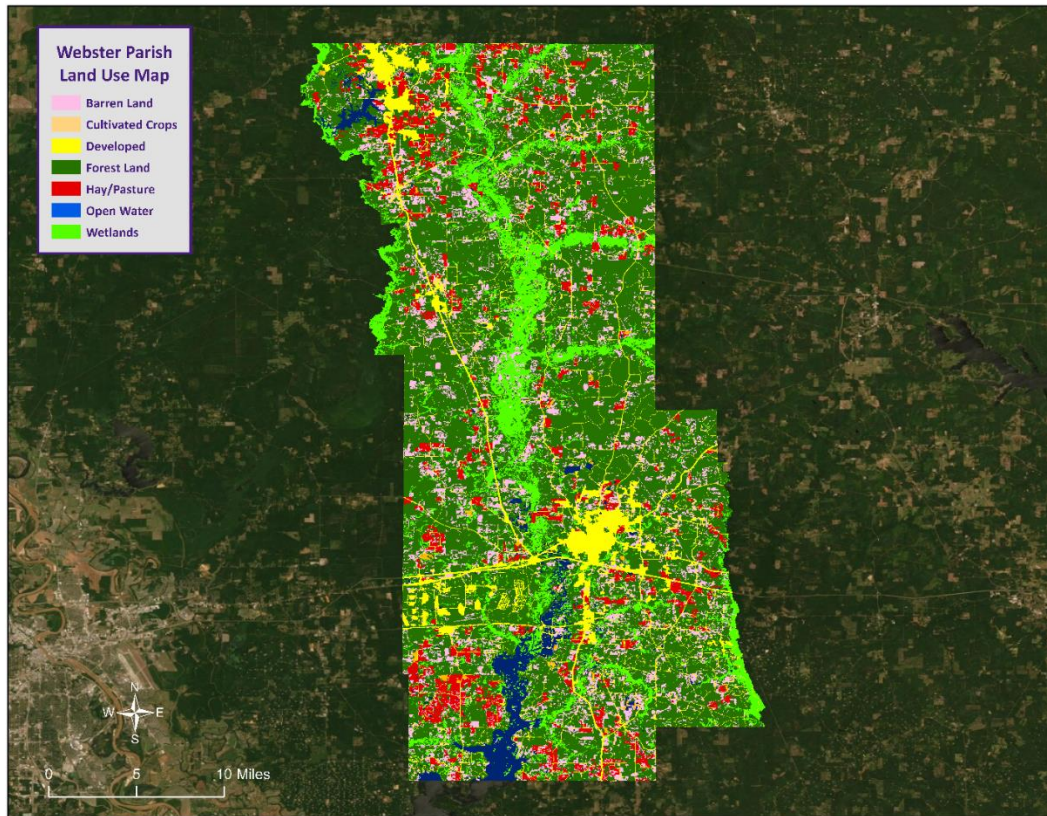 Webster Parish
Land Use Map
Barren Land
Cultivated Crops
Developed
Forest Land
Hay/Pasture
Open Water
Wetlands
N
W E
S
0 5 10 Miles